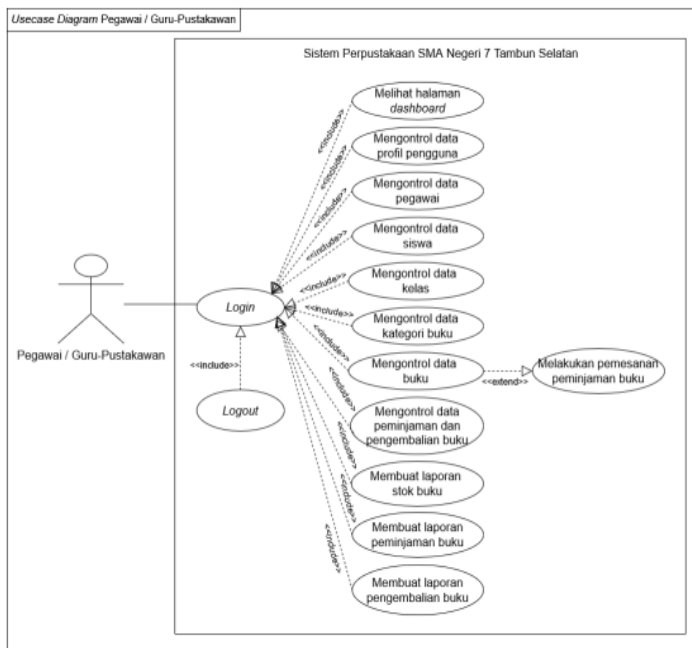 Usecase Diagram Pegawai / Guru-Pustakawan
Sistem Perpustakaan SMA Negeri 7 Tambun Selatan
Melihat halaman
dashboard
<<include>>
Mengontrol data
profil pengguna
<<include>>
Mengontrol data
pegawai
<<include>>
Mengontrol data
siswa
<<include>>
Mengontrol data
kelas
<<include>>
Mengontrol data
kategori buku
<<include>>
Mengontrol data
buku
<<include>>
<<extend>>
Melakukan pemesanan
peminjaman buku
Login
Pegawai / Guru-Pustakawan
<<include>>
Logout
Mengontrol data
peminjaman dan
pengembalian buku
<<include>>
Membuat laporan
stok buku
<<include>>
Membuat laporan
peminjaman buku
<<include>>
Membuat laporan
pengembalian buku
<<include>>